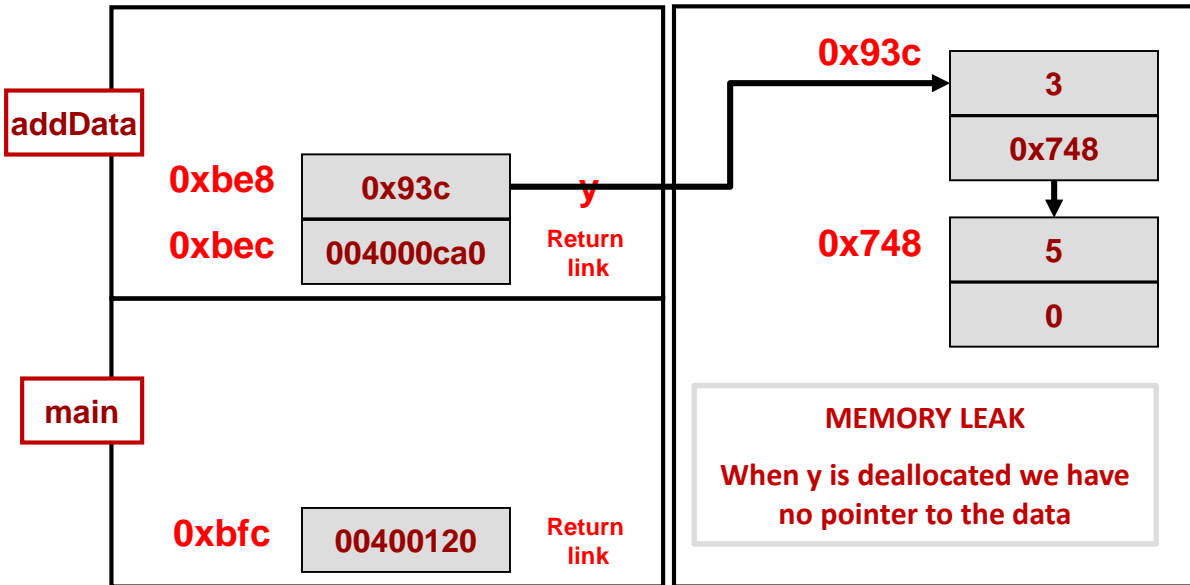 addData
0xbe8
0x93c
y
0xbec
004000ca0
Return
link
main
0xbfc
00400120
Return
link
0x93c
3
0x748
0x748
5
0
MEMORY LEAK
When y is deallocated we have
no pointer to the data